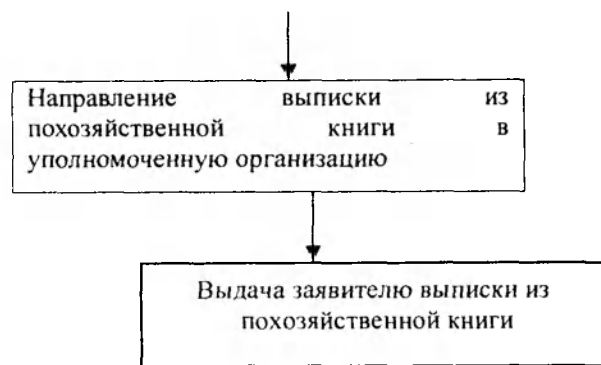 Направление выписки из
похозяйственной книги в
уполномоченную организацию
Выдача заявителю выписки из
похозяйственной книги